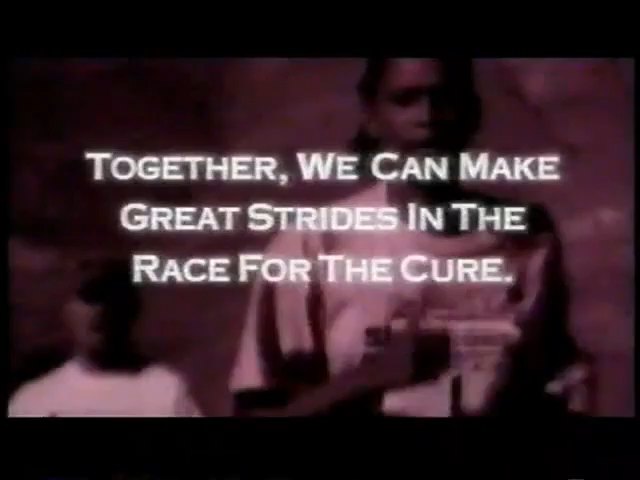 TOGETHER, WE CAN MAKE
GREAT STRIDES IN THE
RACE FOR THE CURE.